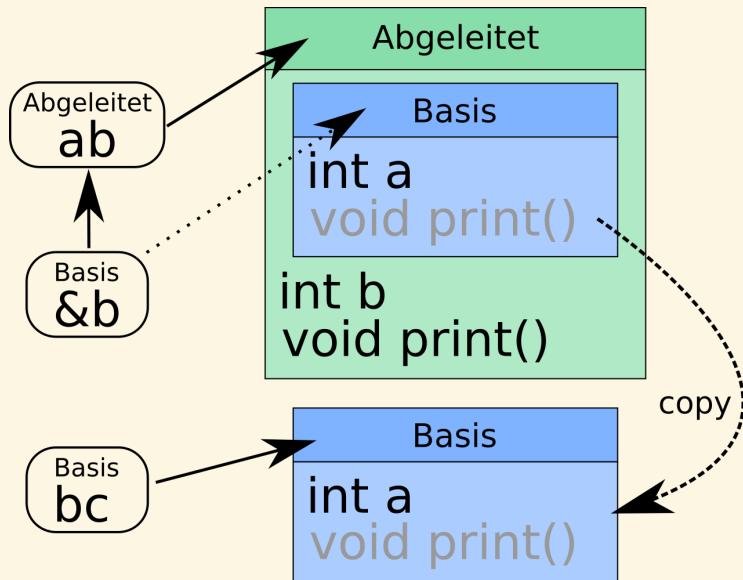 Abgeleitet
Abgeleitet
ab
Basis
int a
void print()
Basis
&b
int b
void print()
copy
Basis
Basis
bc
int a
void print()